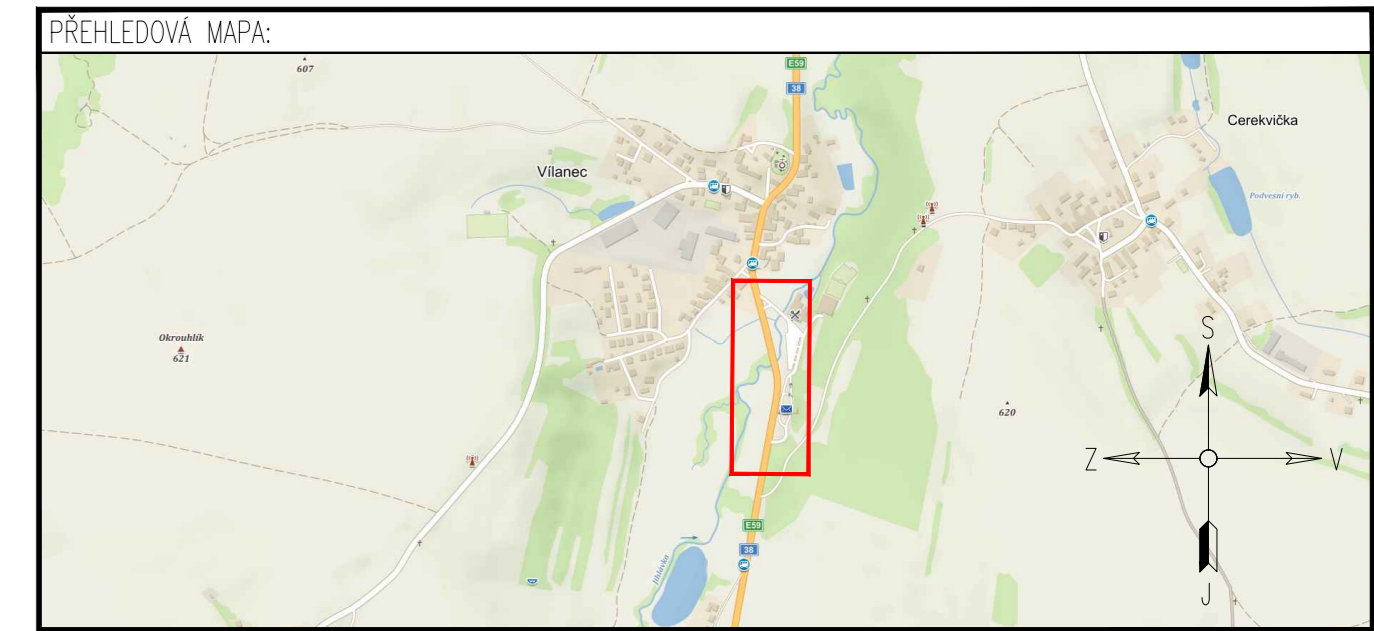 PŘEHLEDOVÁ MAPA:
607
E59
38
Cerekvička
Vílanec
Podvesní ryb.
Okrouhlík
621
S
620
Z
V
E59
38
Jihlávka
J